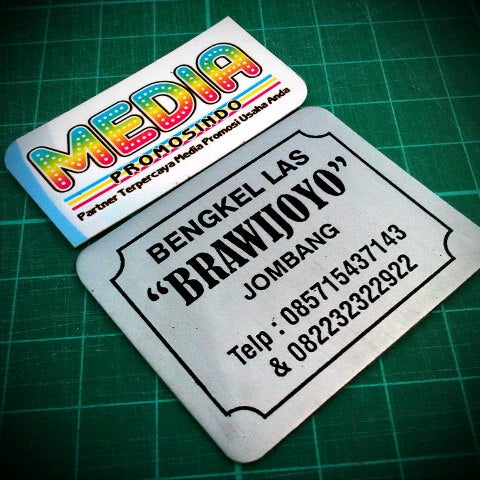 MEDIA
PROMOSINDO
Partner Terpercaya Media Promosi Usaha Anda
BENGKEL LAS
“BRAWIJOYO”
JOMBANG
Telp : 085715437143
& 082232322922